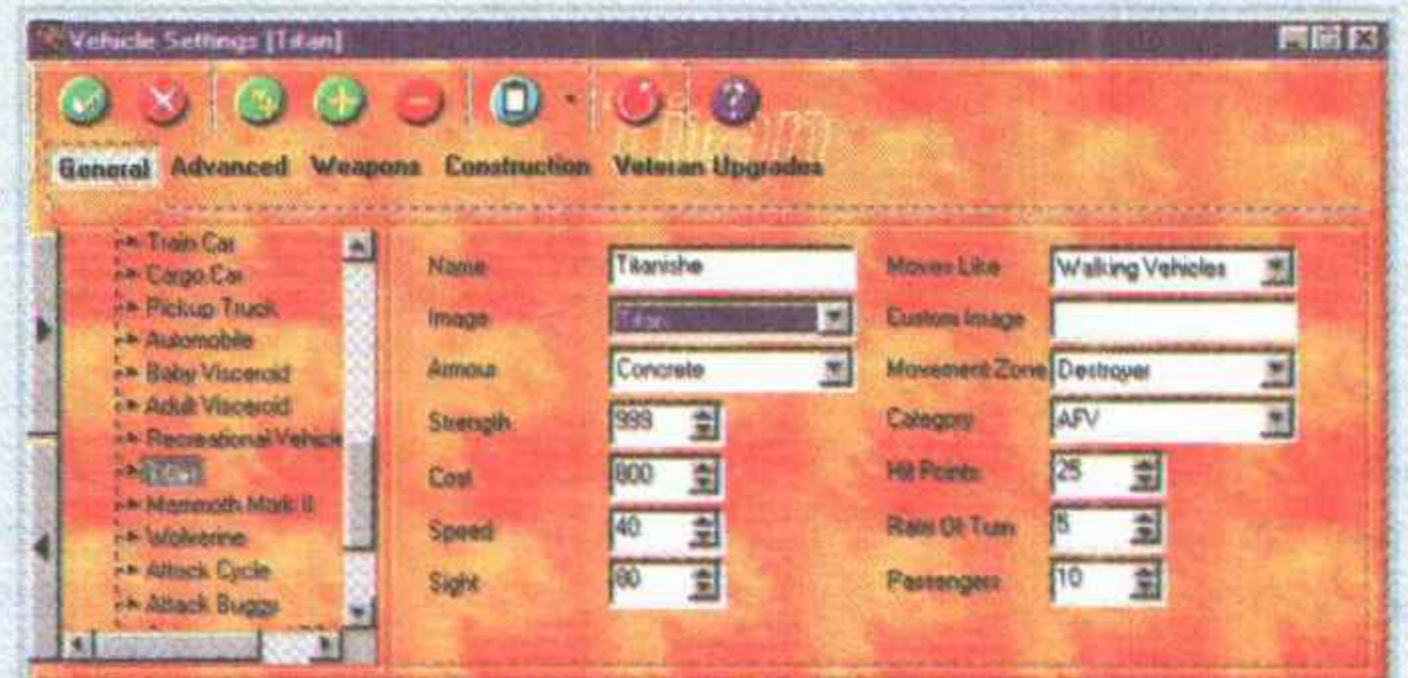 Vehicle Settings [Titan]
General Advanced Weapons Construction Veteran Upgrades
Train Car
Cargo Car
Pickup Truck
Automobile
Baby Visceroid
Adult Visceroid
Recreational Vehicle
Titan
Mammoth Mark II
Wolverine
Attack Cycle
Attack Buggy
Name Titanishe
Image Titan
Armour Concrete
Strength 999
Cost 800
Speed 40
Sight 80
Moves Like Walking Vehicles
Custom Image
Movement Zone Destroyer
Category AFV
Hit Points 25
Rate Of Turn 5
Passengers 10